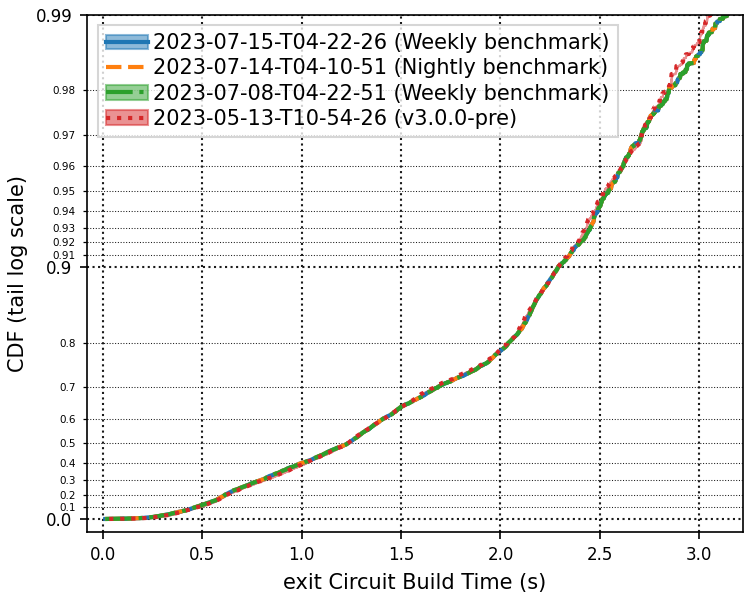 0.99
2023-07-15-T04-22-26 (Weekly benchmark)
2023-07-14-T04-10-51 (Nightly benchmark)
2023-07-08-T04-22-51 (Weekly benchmark)
2023-05-13-T10-54-26 (v3.0.0-pre)
0.98
0.97
0.96
0.95
0.94
0.93
0.92
0.91
0.9
0.8
0.7
0.6
0.5
0.4
0.3
0.2
0.1
0.0
CDF (tail log scale)
0.0 0.5 1.0 1.5 2.0 2.5 3.0
exit Circuit Build Time (s)